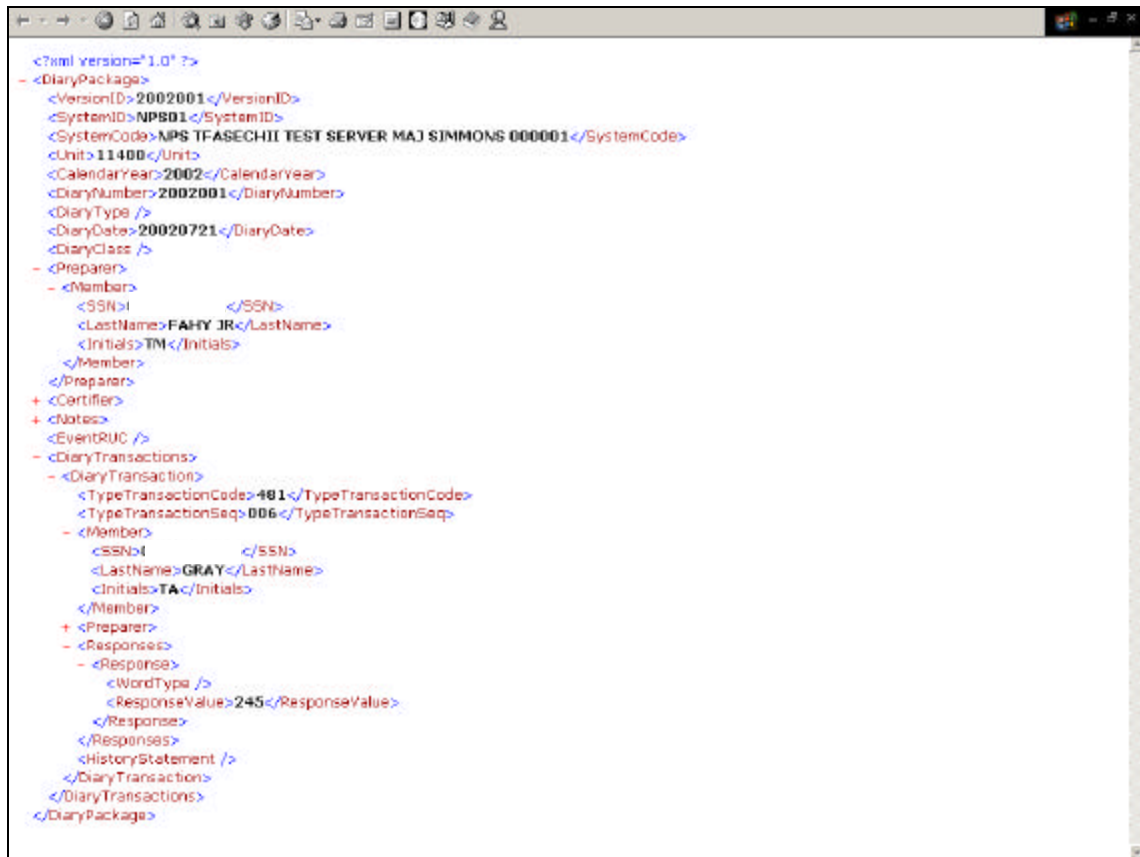 <?xml version="1.0" ?>
- <DiaryPackage>
<VersionID>2002001</VersionID>
<SystemID>NPS01</SystemID>
<SystemCode>NPS TFASECHII TEST SERVER MAJ SIMMONS 000001</SystemCode>
<Unit>11400</Unit>
<CalendarYear>2002</CalendarYear>
<DiaryNumber>2002001</DiaryNumber>
<DiaryType />
<DiaryDate>20020721</DiaryDate>
<DiaryClass />
- <Preparer>
- <Member>
<SSN> </SSN>
<LastName>FAHY JR</LastName>
<Initials>TM</Initials>
</Member>
</Preparer>
+ <Certifier>
+ <Notes>
<EventRUC />
- <DiaryTransactions>
- <DiaryTransaction>
<TypeTransactionCode>481</TypeTransactionCode>
<TypeTransactionSeq>006</TypeTransactionSeq>
- <Member>
<SSN> </SSN>
<LastName>GRAY</LastName>
<Initials>TA</Initials>
</Member>
+ <Preparer>
- <Responses>
- <Response>
<WordType />
<ResponseValue>245</ResponseValue>
</Response>
</Responses>
<HistoryStatement />
</DiaryTransaction>
</DiaryTransactions>
</DiaryPackage>